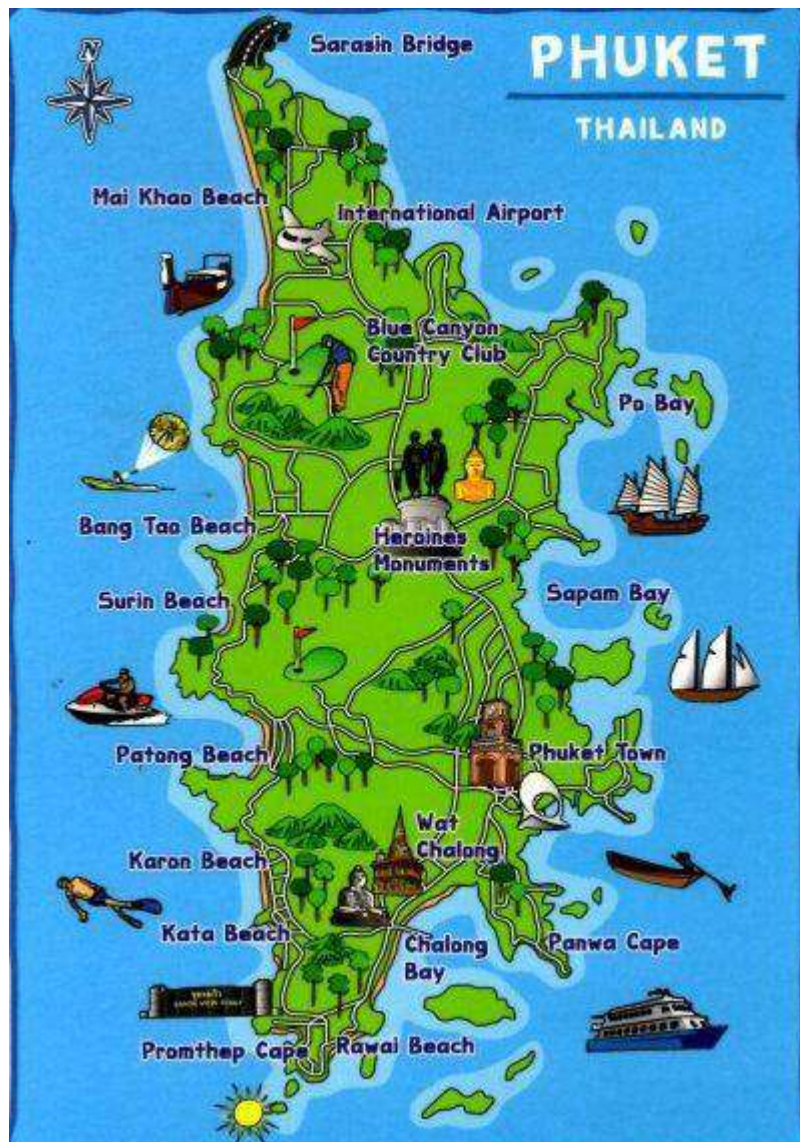 N
Sarasin Bridge
PHUKET
THAILAND
Mai Khao Beach
International Airport
Blue Canyon
Country Club
Po Bay
Bang Tao Beach
Heroines
Monuments
Surin Beach
Sapam Bay
Patong Beach
Phuket Town
Wat
Chalong
Karon Beach
Kata Beach
Chalong
Bay
Panwa Cape
Promthep Cape
Rawai Beach